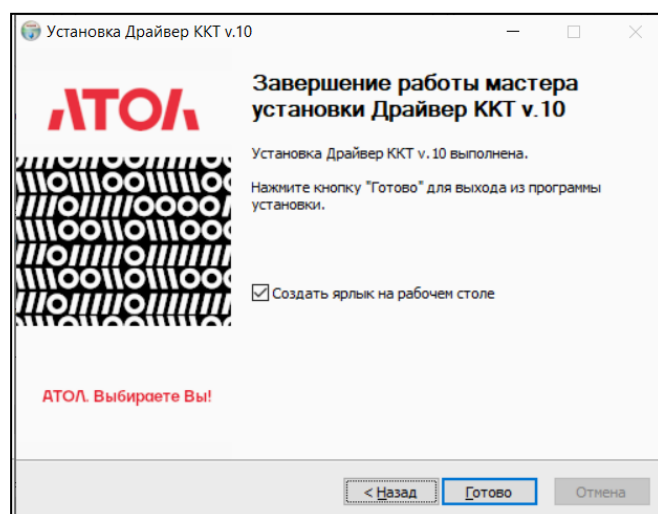 Установка Драйвер ККТ v.10
АТОЛ
Завершение работы мастера
установки Драйвер ККТ v.10
Установка Драйвер ККТ v.10 выполнена.
Нажмите кнопку "Готово" для выхода из программы
установки.
Создать ярлык на рабочем столе
АТОЛ. Выбираете Вы!
< Назад
Готово
Отмена